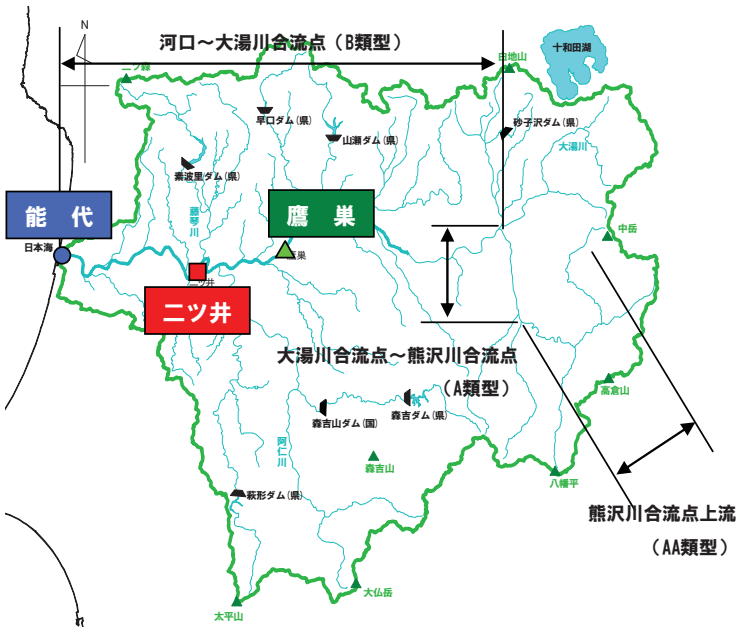 N
河口～大湯川合流点（B類型）
十和田湖
二ツ森
白地山
早口ダム（県）
山瀬ダム（県）
砂子沢ダム（県）
大湯川
素波里ダム（県）
藤琴川
能 代
鷹巣
中岳
日本海
鷹巣
二ツ井
二ツ井
大湯川合流点～熊沢川合流点
（A類型）
高倉山
森吉山ダム（国）
森吉ダム（県）
阿仁川
森吉山
八幡平
萩形ダム（県）
熊沢川合流点上流
（AA類型）
大仏岳
太平山